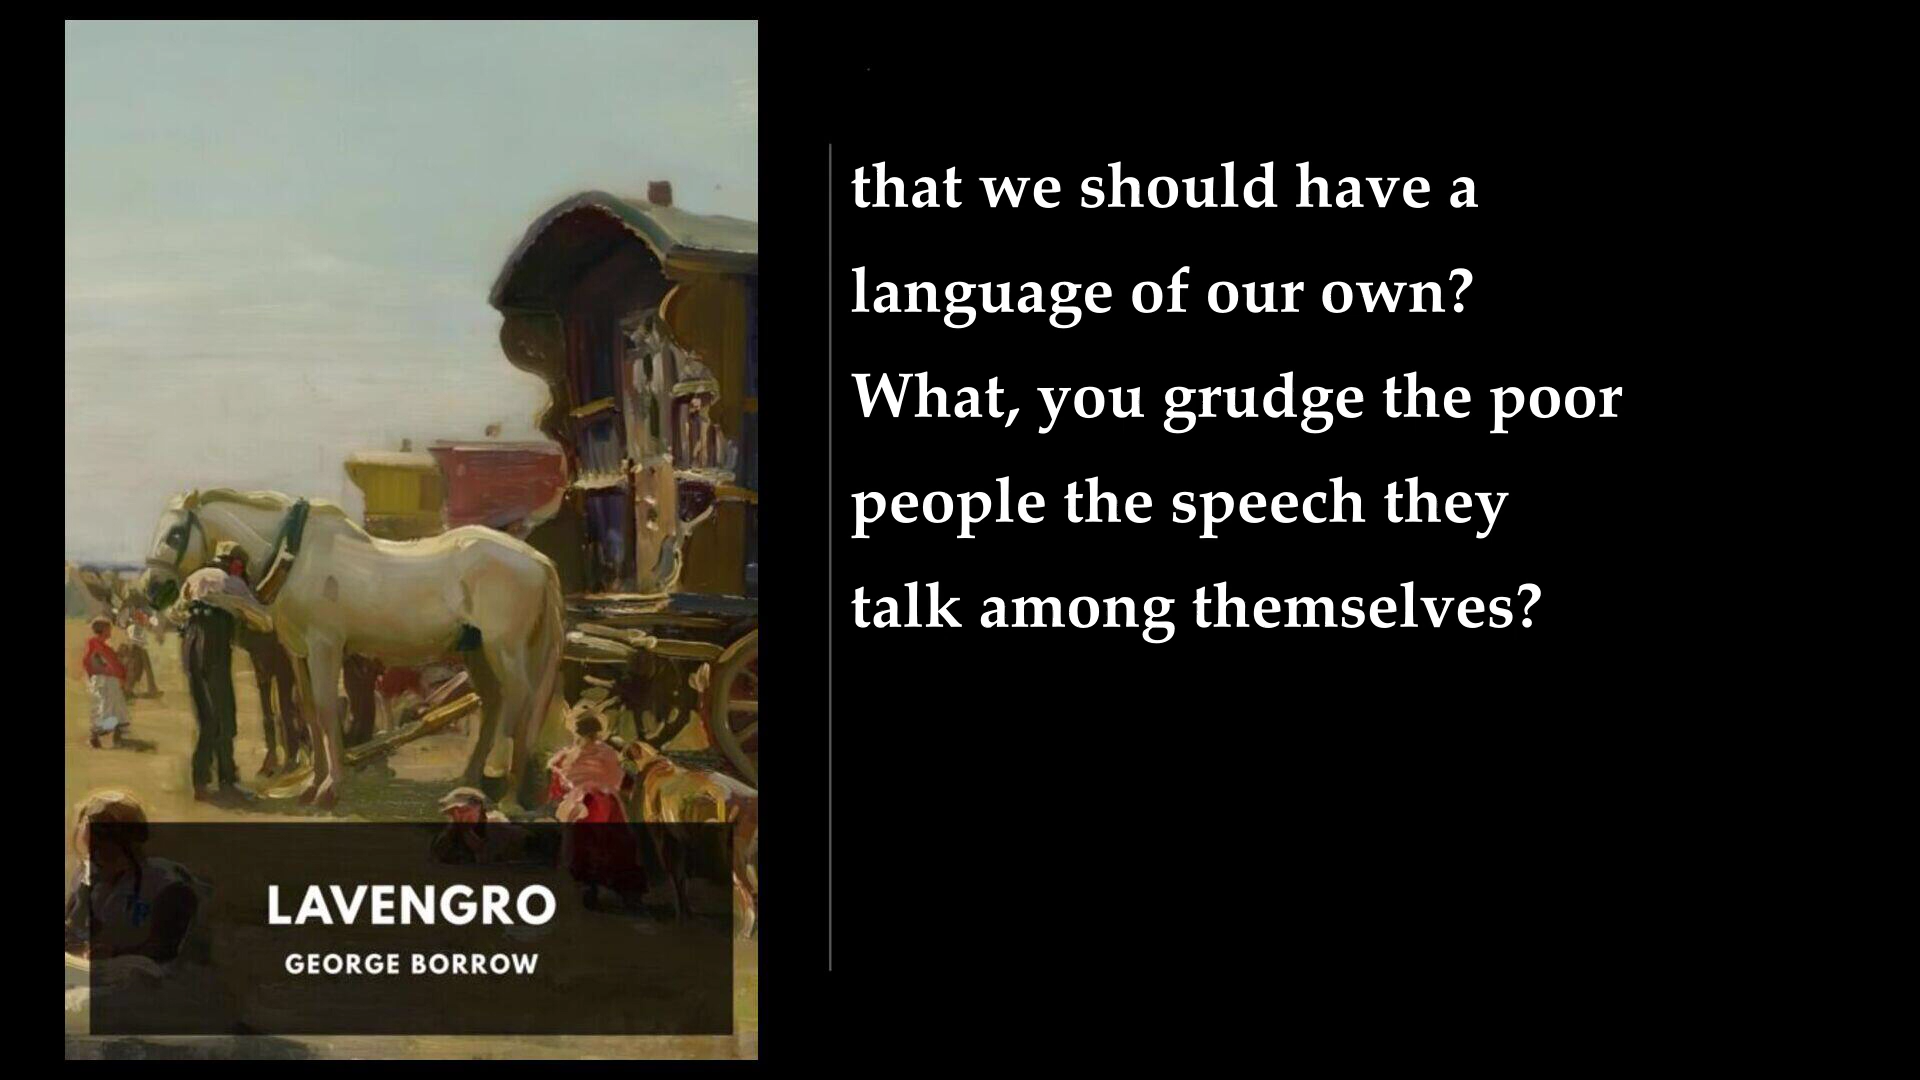 LAVENGRO
GEORGE BORROW
that we should have a
language of our own?
What, you grudge the poor
people the speech they
talk among themselves?